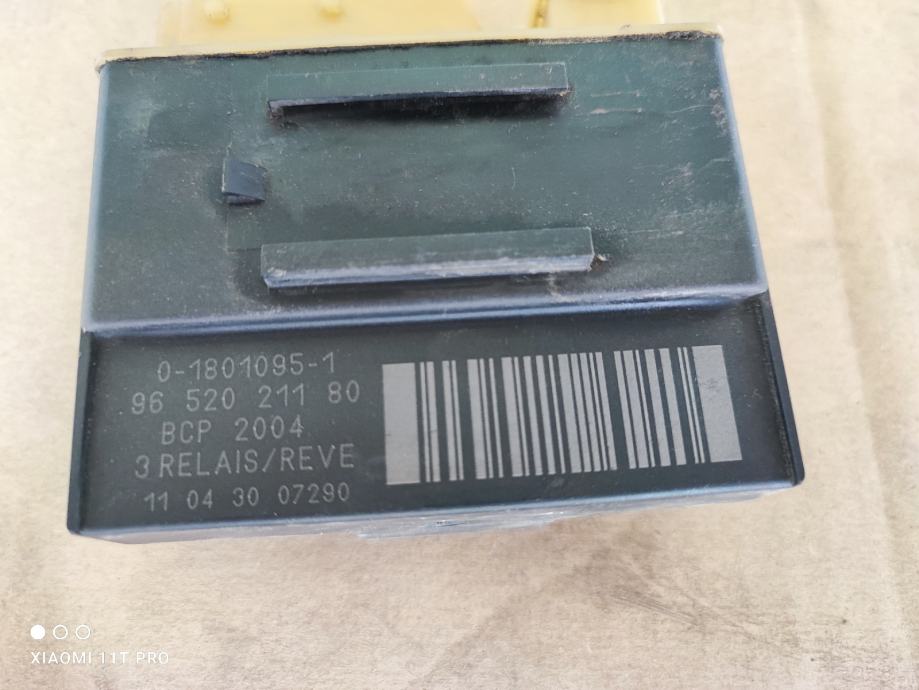 0-1801095-1
96 520 211 80
BCP 2004
3 RELAIS/REVE
11 04 30 07290
XIAOMI 11T PRO